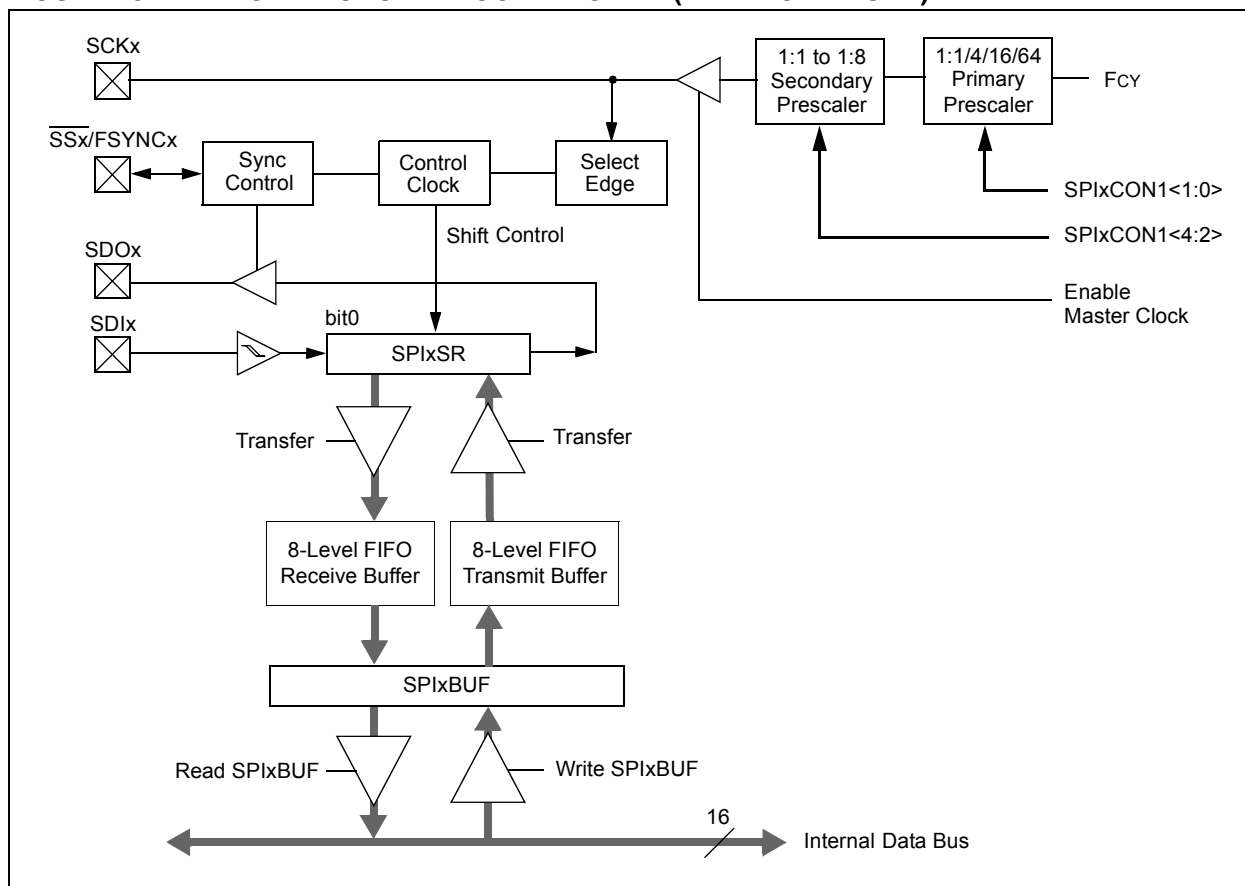 SCKx
SSx/FSYNCx
SDOx
SDIx
Sync
Control
Control
Clock
Select
Edge
1:1 to 1:8
Secondary
Prescaler
1:1/4/16/64
Primary
Prescaler
FCY
SPIxCON1<1:0>
SPIxCON1<4:2>
Enable
Master Clock
Shift Control
bit0
SPIxSR
Transfer
Transfer
8-Level FIFO
Receive Buffer
8-Level FIFO
Transmit Buffer
SPIxBUF
Read SPIxBUF
Write SPIxBUF
16
Internal Data Bus